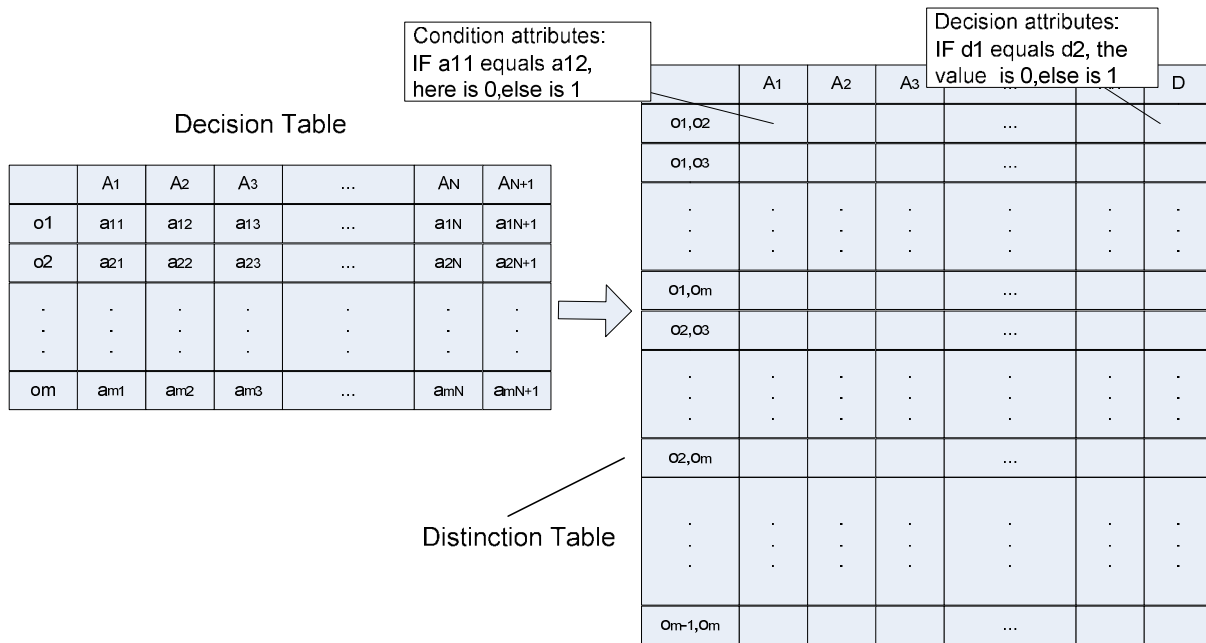 Condition attributes:
IF a11 equals a12,
here is 0,else is 1
Decision attributes:
IF d1 equals d2, the
value is 0,else is 1
Decision Table
A1 A2 A3 ... AN AN+1
o1 a11 a12 a13 ... a1N a1N+1
o2 a21 a22 a23 ... a2N a2N+1
. . . . . .
. . . . . .
. . . . . .
om am1 am2 am3 ... amN amN+1
A1 A2 A3 ... D
o1,o2 ...
o1,o3 ...
. . . . . .
. . . . . .
. . . . . .
o1,om ...
o2,o3 ...
. . . . . .
. . . . . .
. . . . . .
o2,om ...
. . . . . .
. . . . . .
. . . . . .
om-1,om ...
Distinction Table